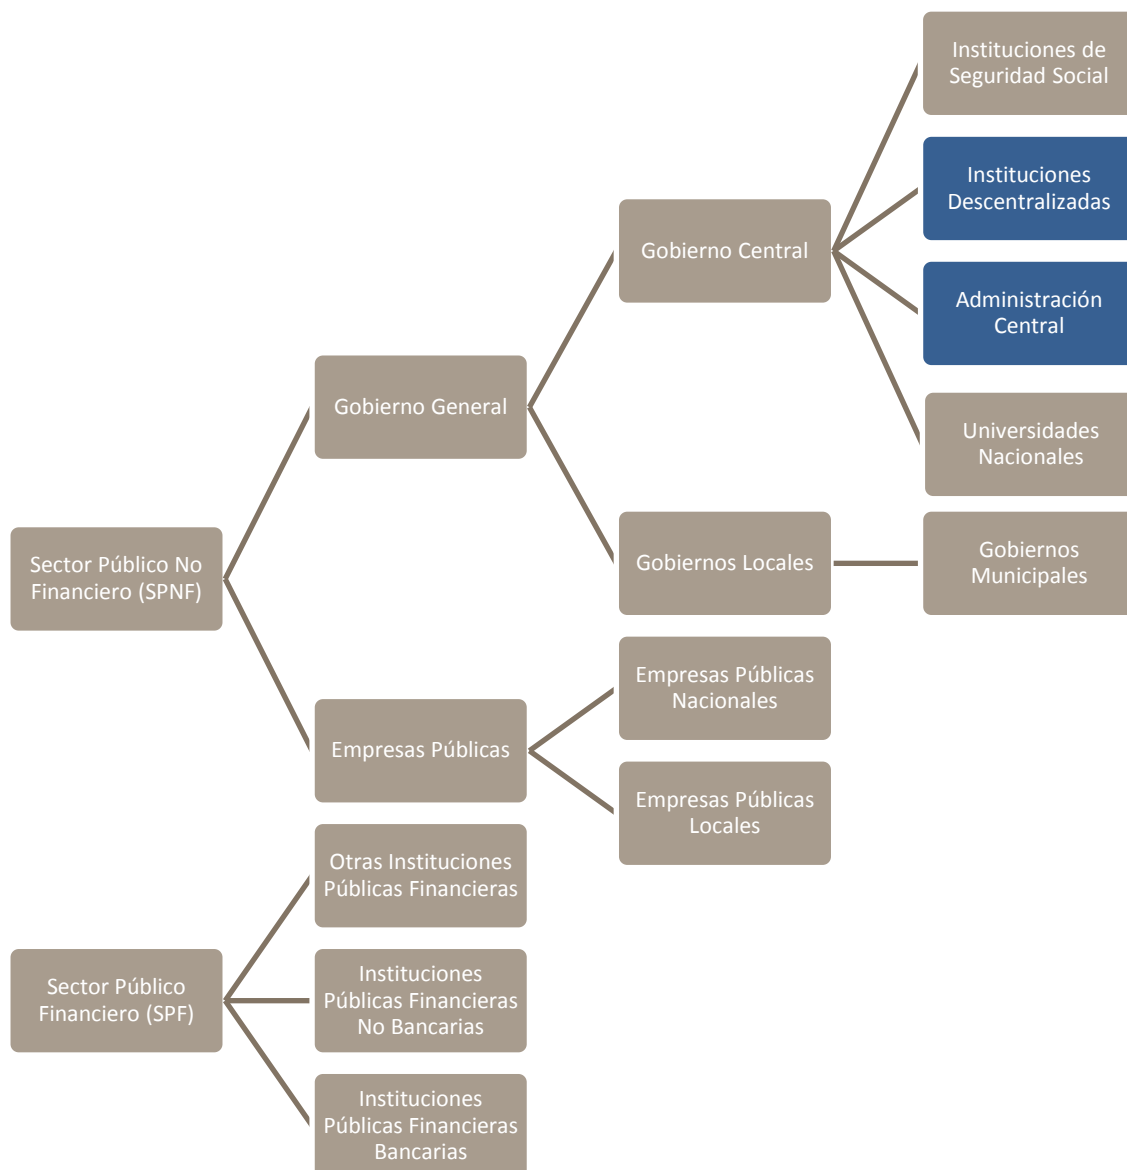 Instituciones de
Seguridad Social
Instituciones
Descentralizadas
Gobierno Central
Administración
Central
Gobierno General
Universidades
Nacionales
Sector Público No
Financiero (SPNF)
Gobiernos Locales
Gobiernos
Municipales
Empresas Públicas
Nacionales
Empresas Públicas
Empresas Públicas
Locales
Otras Instituciones
Públicas Financieras
Sector Público
Financiero (SPF)
Instituciones
Públicas Financieras
No Bancarias
Instituciones
Públicas Financieras
Bancarias